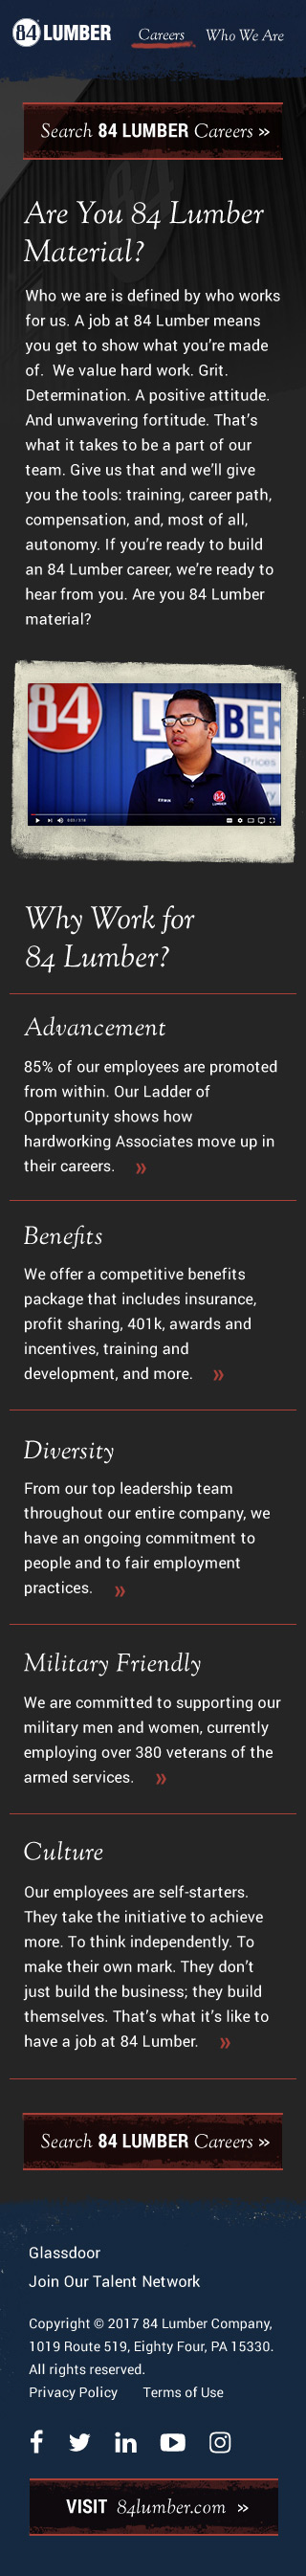 84 LUMBER Careers Who We Are
Search 84 LUMBER Careers »
Are You 84 Lumber
Material?
Who we are is defined by who works
for us. A job at 84 Lumber means
you get to show what you’re made
of. We value hard work. Grit.
Determination. A positive attitude.
And unwavering fortitude. That’s
what it takes to be a part of our
team. Give us that and we’ll give
you the tools: training, career path,
compensation, and, most of all,
autonomy. If you’re ready to build
an 84 Lumber career, we’re ready to
hear from you. Are you 84 Lumber
material?
84 L BER
Prices
Why Work for
84 Lumber?
Advancement
85% of our employees are promoted
from within. Our Ladder of
Opportunity shows how
hardworking Associates move up in
their careers. »
Benefits
We offer a competitive benefits
package that includes insurance,
profit sharing, 401k, awards and
incentives, training and
development, and more. »
Diversity
From our top leadership team
throughout our entire company, we
have an ongoing commitment to
people and to fair employment
practices. »
Military Friendly
We are committed to supporting our
military men and women, currently
employing over 380 veterans of the
armed services. »
Culture
Our employees are self-starters.
They take the initiative to achieve
more. To think independently. To
make their own mark. They don’t
just build the business; they build
themselves. That’s what it’s like to
have a job at 84 Lumber. »
Search 84 LUMBER Careers »
Glassdoor
Join Our Talent Network
Copyright © 2017 84 Lumber Company,
1019 Route 519, Eighty Four, PA 15330.
All rights reserved.
Privacy Policy Terms of Use
VISIT 84lumber.com »